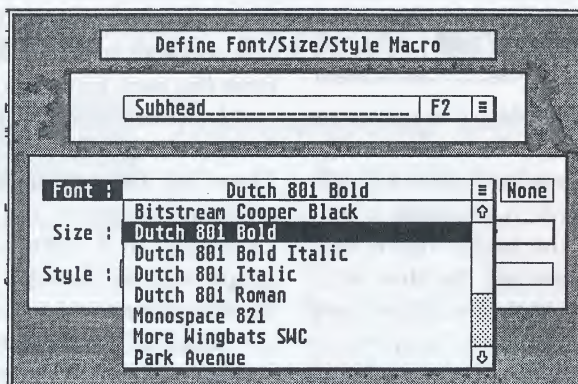 Define Font/Size/Style Macro
Subhead____________________ F2 ≡
Font : Dutch 801 Bold ≡ None
Bitstream Cooper Black
Size : Dutch 801 Bold
Dutch 801 Bold Italic
Style : Dutch 801 Italic
Dutch 801 Roman
Monospace 821
More Wingbats SWC
Park Avenue